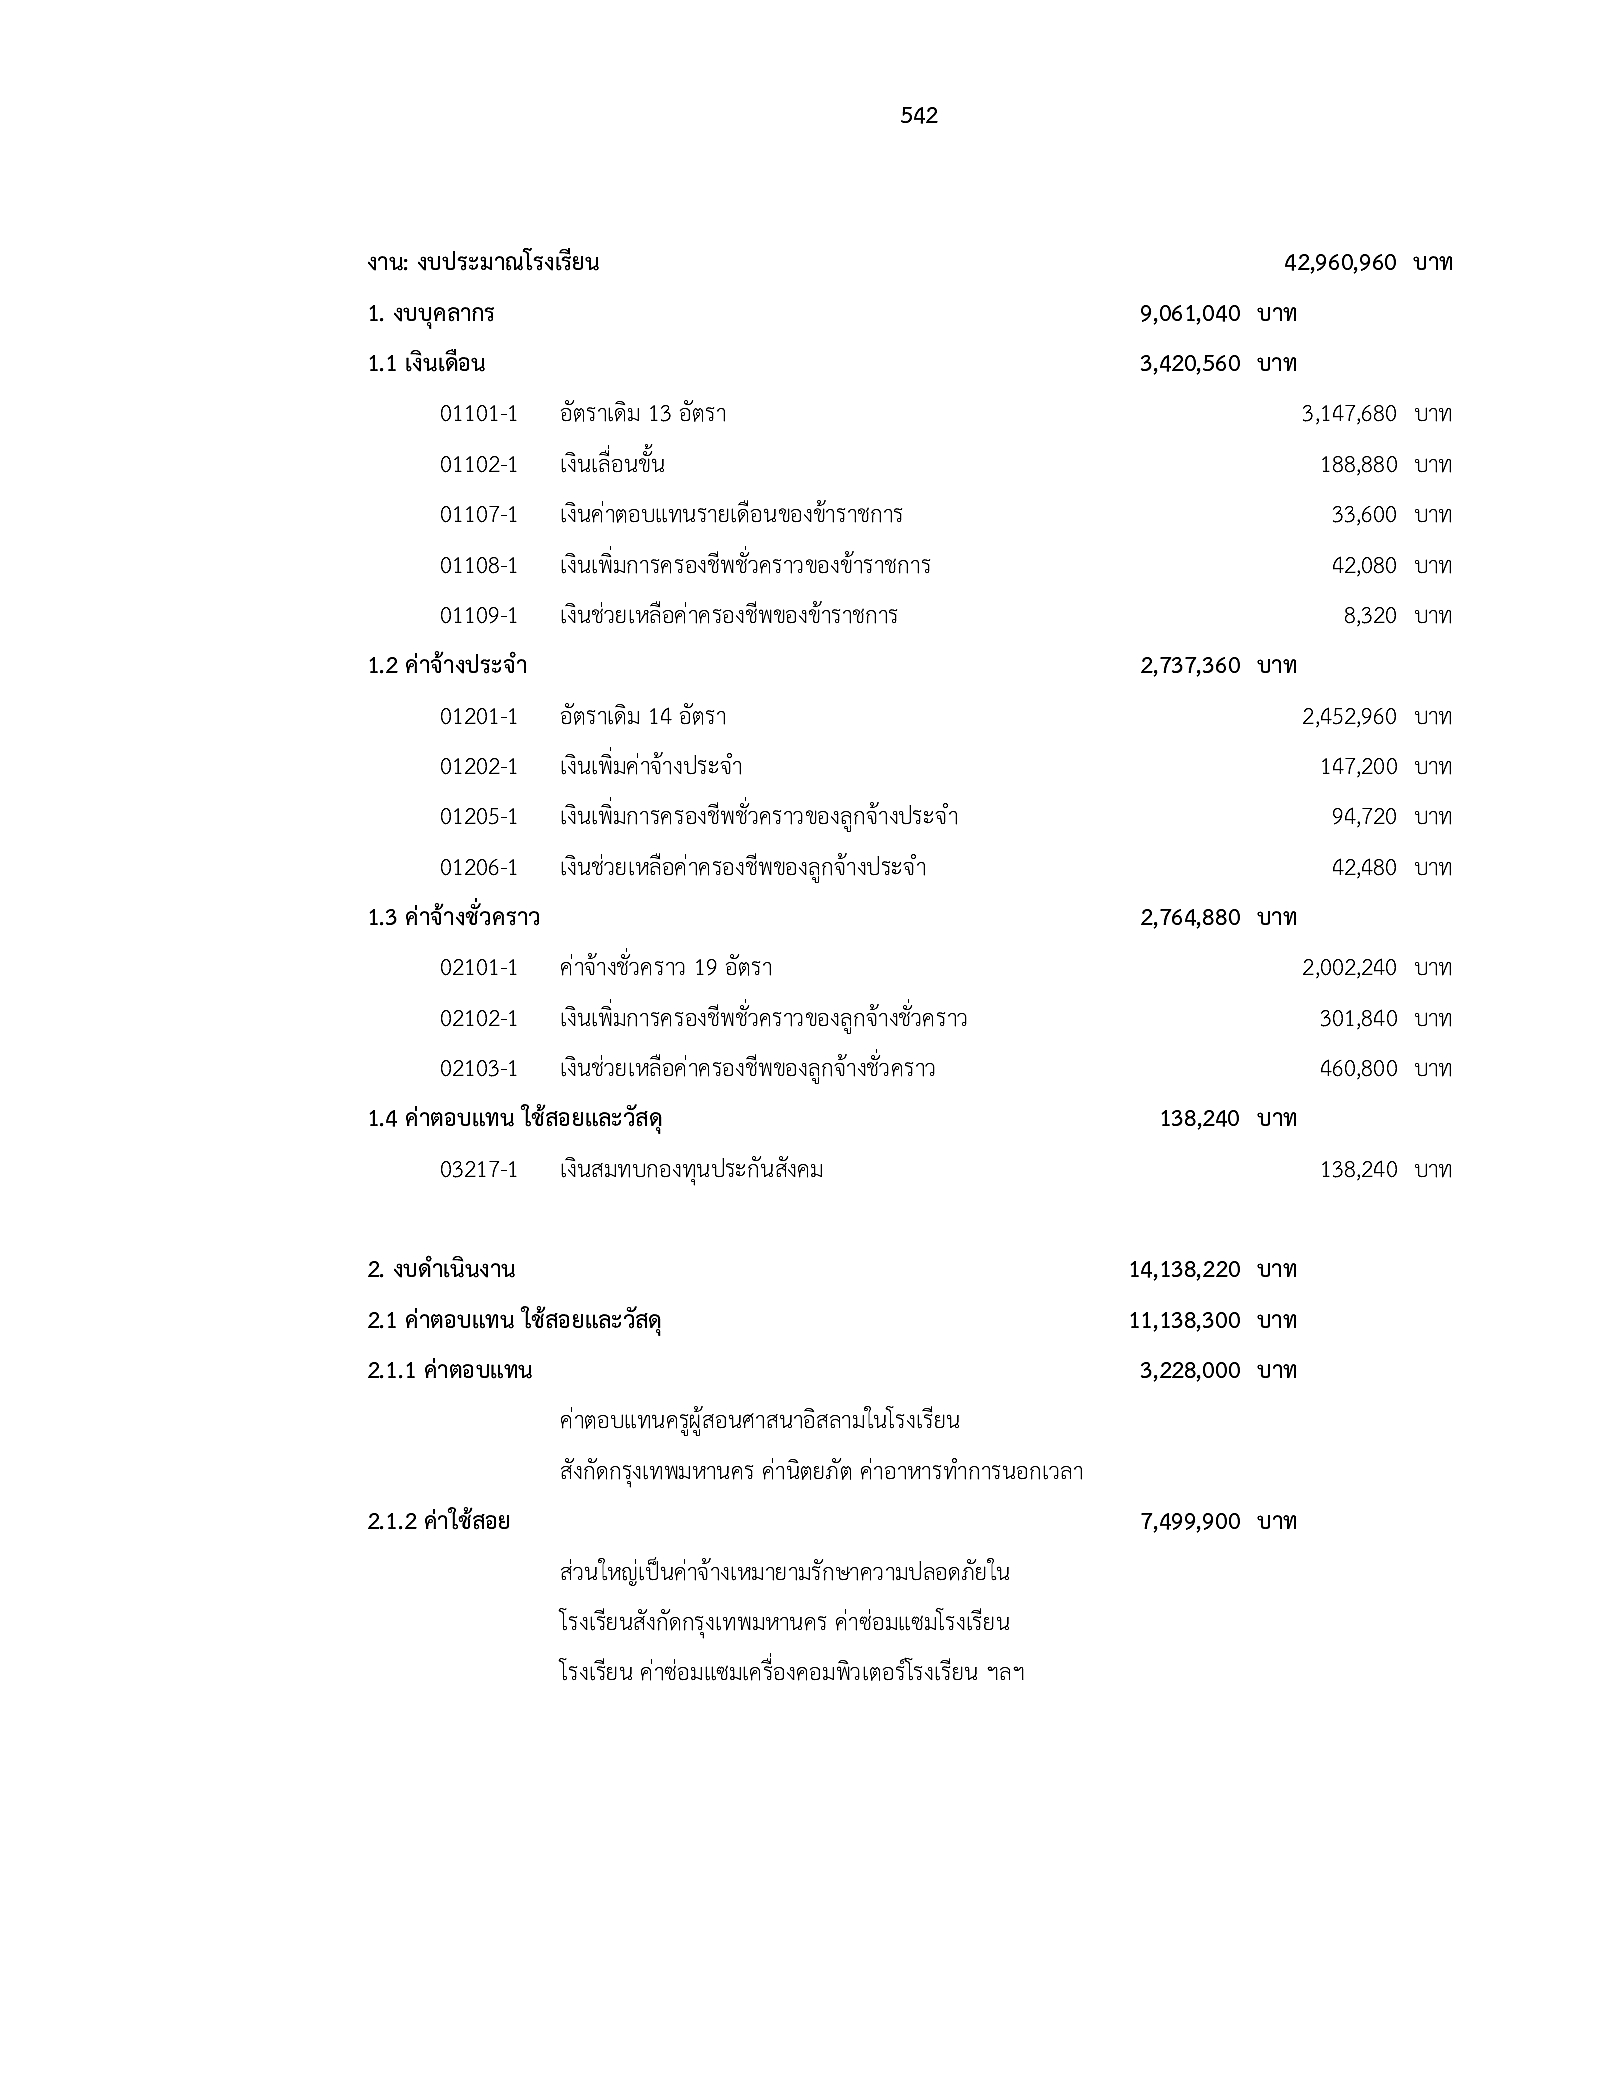 542
งาน: งบประมาณโรงเรียน 42,960,960 บาท
1. งบบุคลากร 9,061,040 บาท
1.1 เงินเดือน 3,420,560 บาท
01101-1 อัตราเดิม 13 อัตรา 3,147,680 บาท
01102-1 เงินเลื่อนขั้น 188,880 บาท
01107-1 เงินค่าตอบแทนรายเดือนของข้าราชการ 33,600 บาท
01108-1 เงินเพิ่มการครองชีพชั่วคราวของข้าราชการ 42,080 บาท
01109-1 เงินช่วยเหลือค่าครองชีพของข้าราชการ 8,320 บาท
1.2 ค่าจ้างประจำ 2,737,360 บาท
01201-1 อัตราเดิม 14 อัตรา 2,452,960 บาท
01202-1 เงินเพิ่มค่าจ้างประจำ 147,200 บาท
01205-1 เงินเพิ่มการครองชีพชั่วคราวของลูกจ้างประจำ 94,720 บาท
01206-1 เงินช่วยเหลือค่าครองชีพของลูกจ้างประจำ 42,480 บาท
1.3 ค่าจ้างชั่วคราว 2,764,880 บาท
02101-1 ค่าจ้างชั่วคราว 19 อัตรา 2,002,240 บาท
02102-1 เงินเพิ่มการครองชีพชั่วคราวของลูกจ้างชั่วคราว 301,840 บาท
02103-1 เงินช่วยเหลือค่าครองชีพของลูกจ้างชั่วคราว 460,800 บาท
1.4 ค่าตอบแทน ใช้สอยและวัสดุ 138,240 บาท
03217-1 เงินสมทบกองทุนประกันสังคม 138,240 บาท
2. งบดำเนินงาน 14,138,220 บาท
2.1 ค่าตอบแทน ใช้สอยและวัสดุ 11,138,300 บาท
2.1.1 ค่าตอบแทน 3,228,000 บาท
ค่าตอบแทนครูผู้สอนศาสนาอิสลามในโรงเรียน
สังกัดกรุงเทพมหานคร ค่านิตยภัต ค่าอาหารทำการนอกเวลา
2.1.2 ค่าใช้สอย 7,499,900 บาท
ส่วนใหญ่เป็นค่าจ้างเหมายามรักษาความปลอดภัยใน
โรงเรียนสังกัดกรุงเทพมหานคร ค่าซ่อมแซมโรงเรียน
โรงเรียน ค่าซ่อมแซมเครื่องคอมพิวเตอร์โรงเรียน ฯลฯ